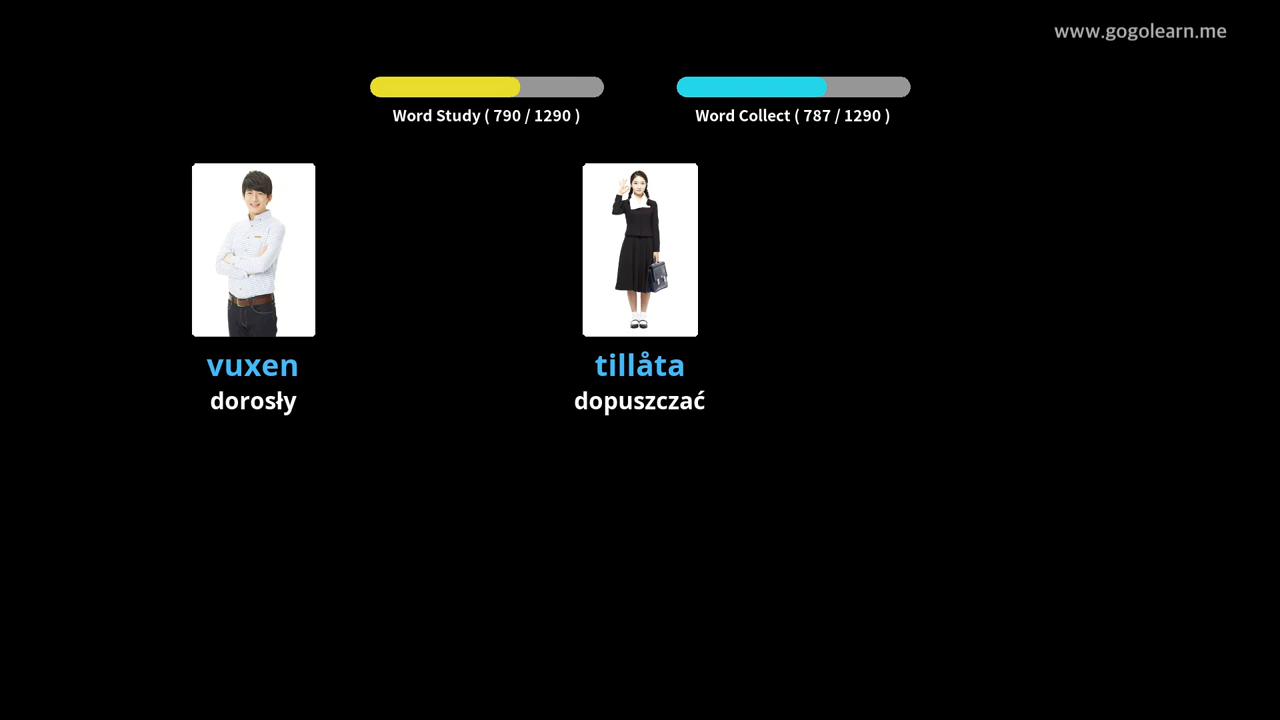 www.gogolearn.me
Word Study ( 790 / 1290 )
Word Collect ( 787 / 1290 )
vuxen
dorosły
tillåta
dopuszczać